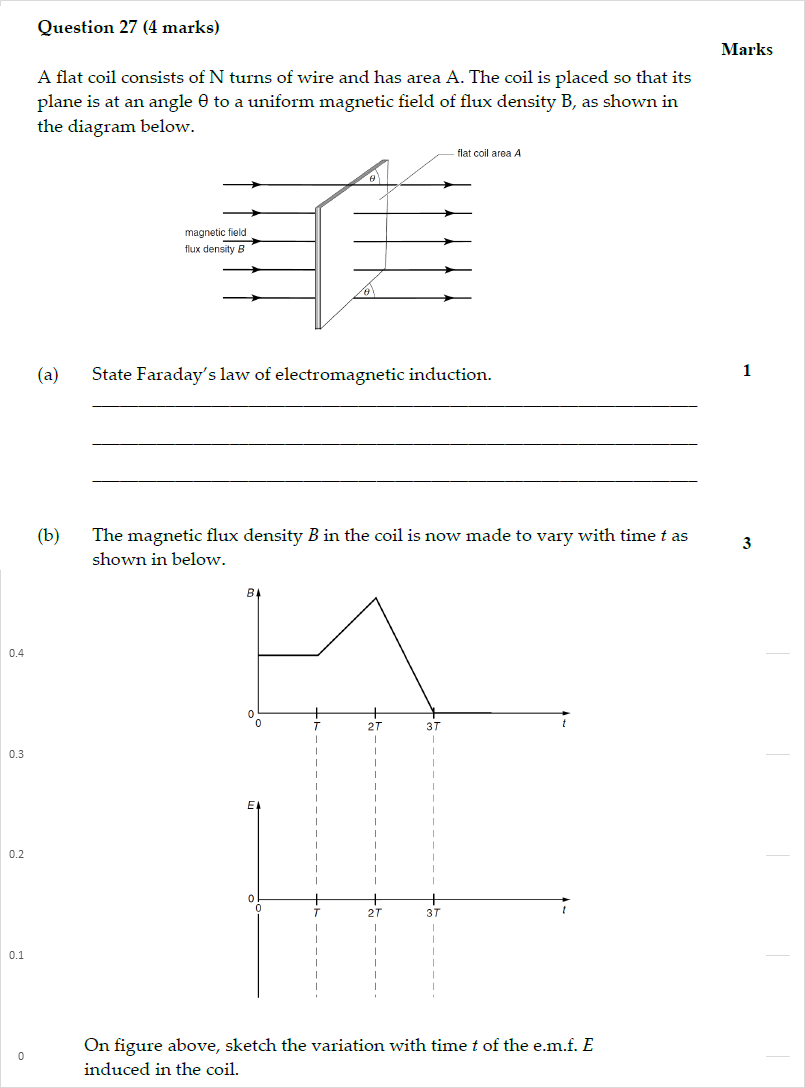 Question 27 (4 marks)
Marks
A flat coil consists of N turns of wire and has area A. The coil is placed so that its
plane is at an angle θ to a uniform magnetic field of flux density B, as shown in
the diagram below.
flat coil area A
θ
magnetic field
flux density B
θ
(a) State Faraday's law of electromagnetic induction. 1
(b) The magnetic flux density B in the coil is now made to vary with time t as
shown in below.
3
B
0.4
0
0 T 2T 3T t
0.3
E
0.2
0
0 T 2T 3T t
0.1
On figure above, sketch the variation with time t of the e.m.f. E
0
induced in the coil.